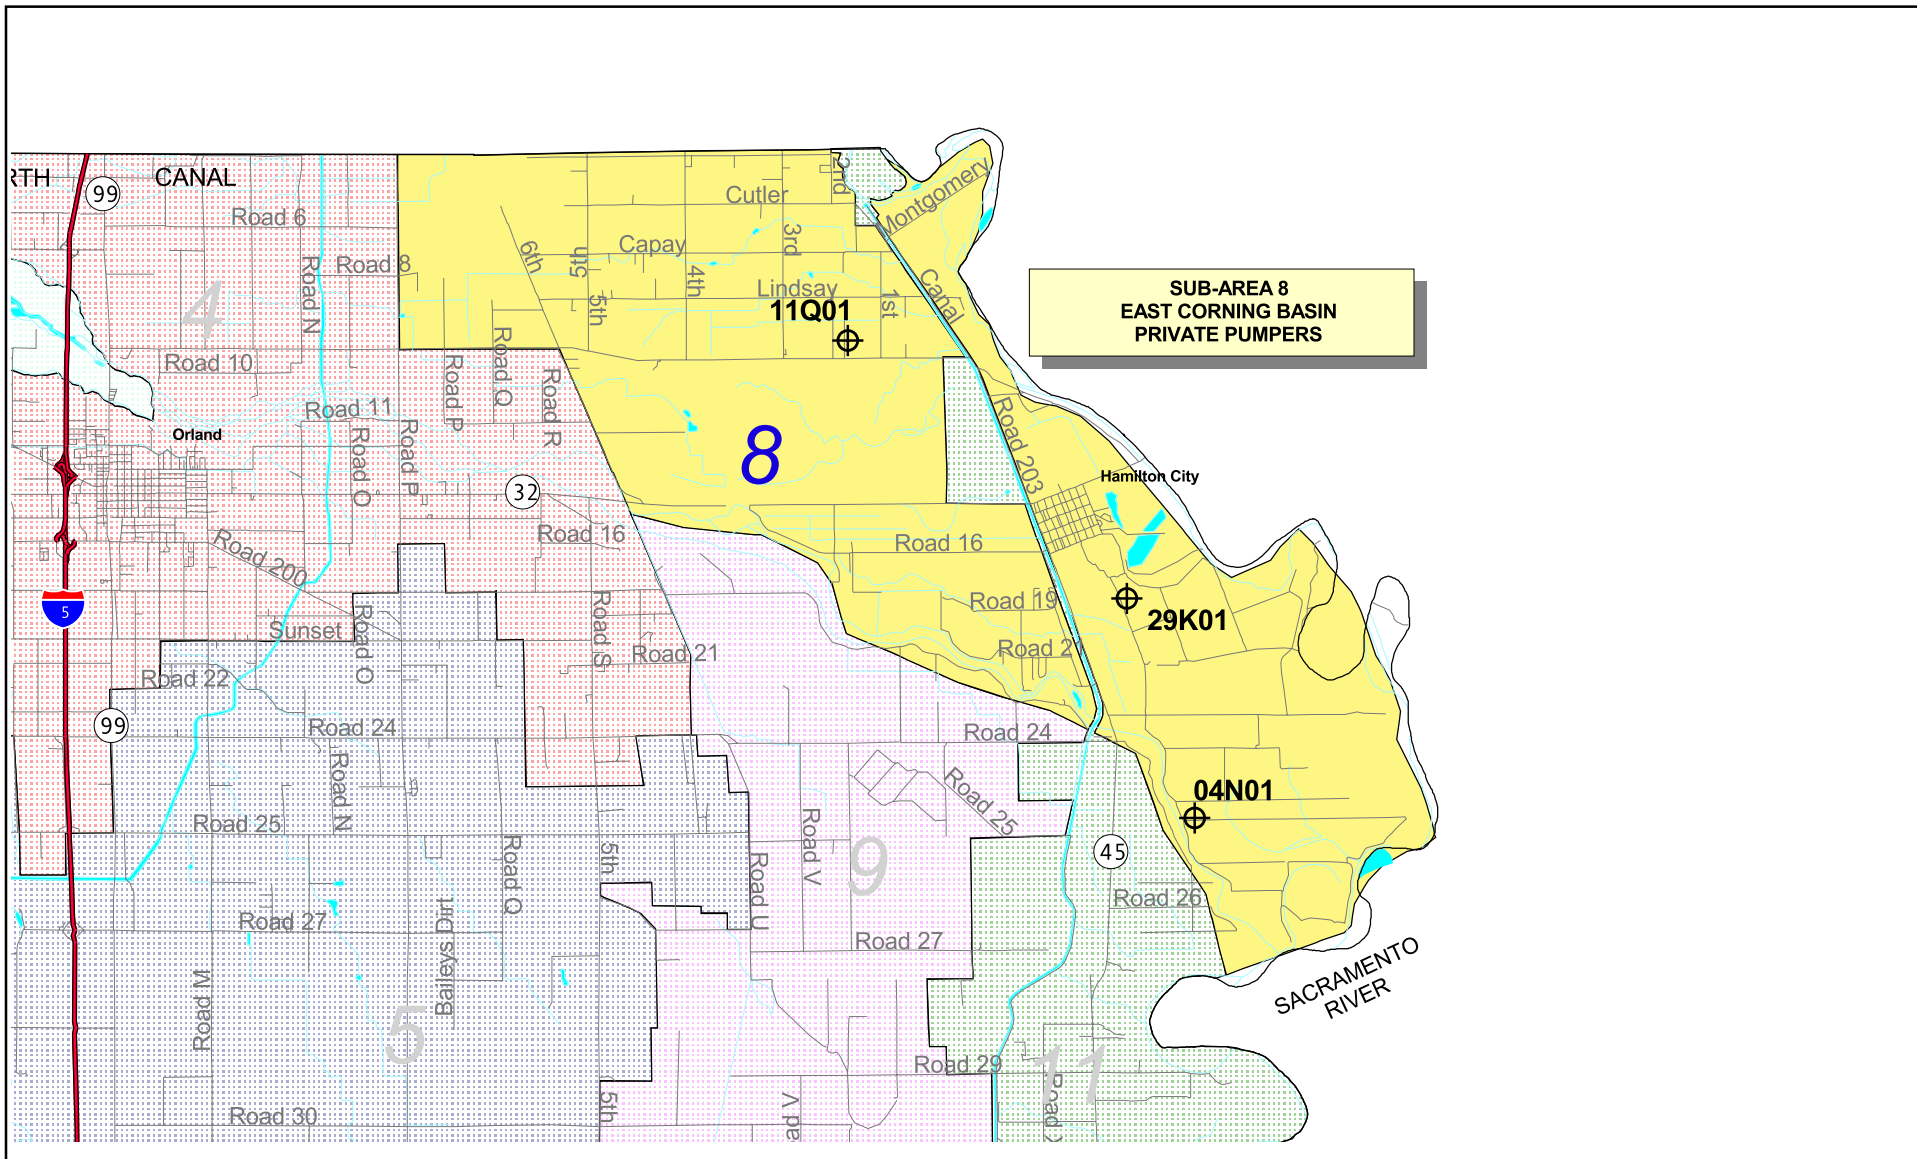 RTH
CANAL
99
Road 6
Road 8
Road N
4
Road 10
Road 11
Orland
Road O
Road P
Road P
Road Q
Road R
32
Road 16
Road 200
Sunset
Road O
Road S
Road 21
5
Road 22
99
Road 24
Road N
Road 25
Road 27
Road M
Baileys Dirt
Road Q
5th
5
Road 30
5th
2nd
Cutler
Montgomery
6th
5th
Capay
3rd
4th
Lindsay
5th
1st
Canal
11Q01
SUB-AREA 8
EAST CORNING BASIN
PRIVATE PUMPERS
8
Road 203
Hamilton City
Road 16
Road 19
29K01
Road 21
Road 24
Road 25
04N01
Road V
9
Road U
45
Road 26
Road 27
SACRAMENTO
RIVER
Road 29
11
Road X